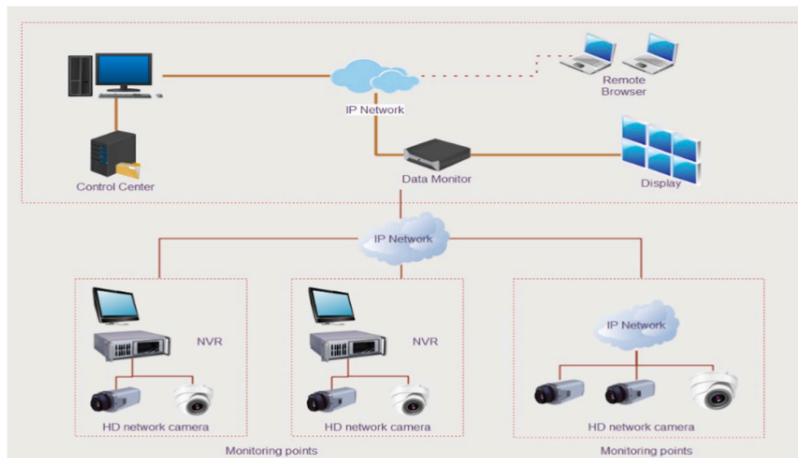 Remote
Browser
IP Network
Control Center
Data Monitor
Display
IP Network
NVR
NVR
IP Network
HD network camera
HD network camera
HD network camera
Monitoring points
Monitoring points